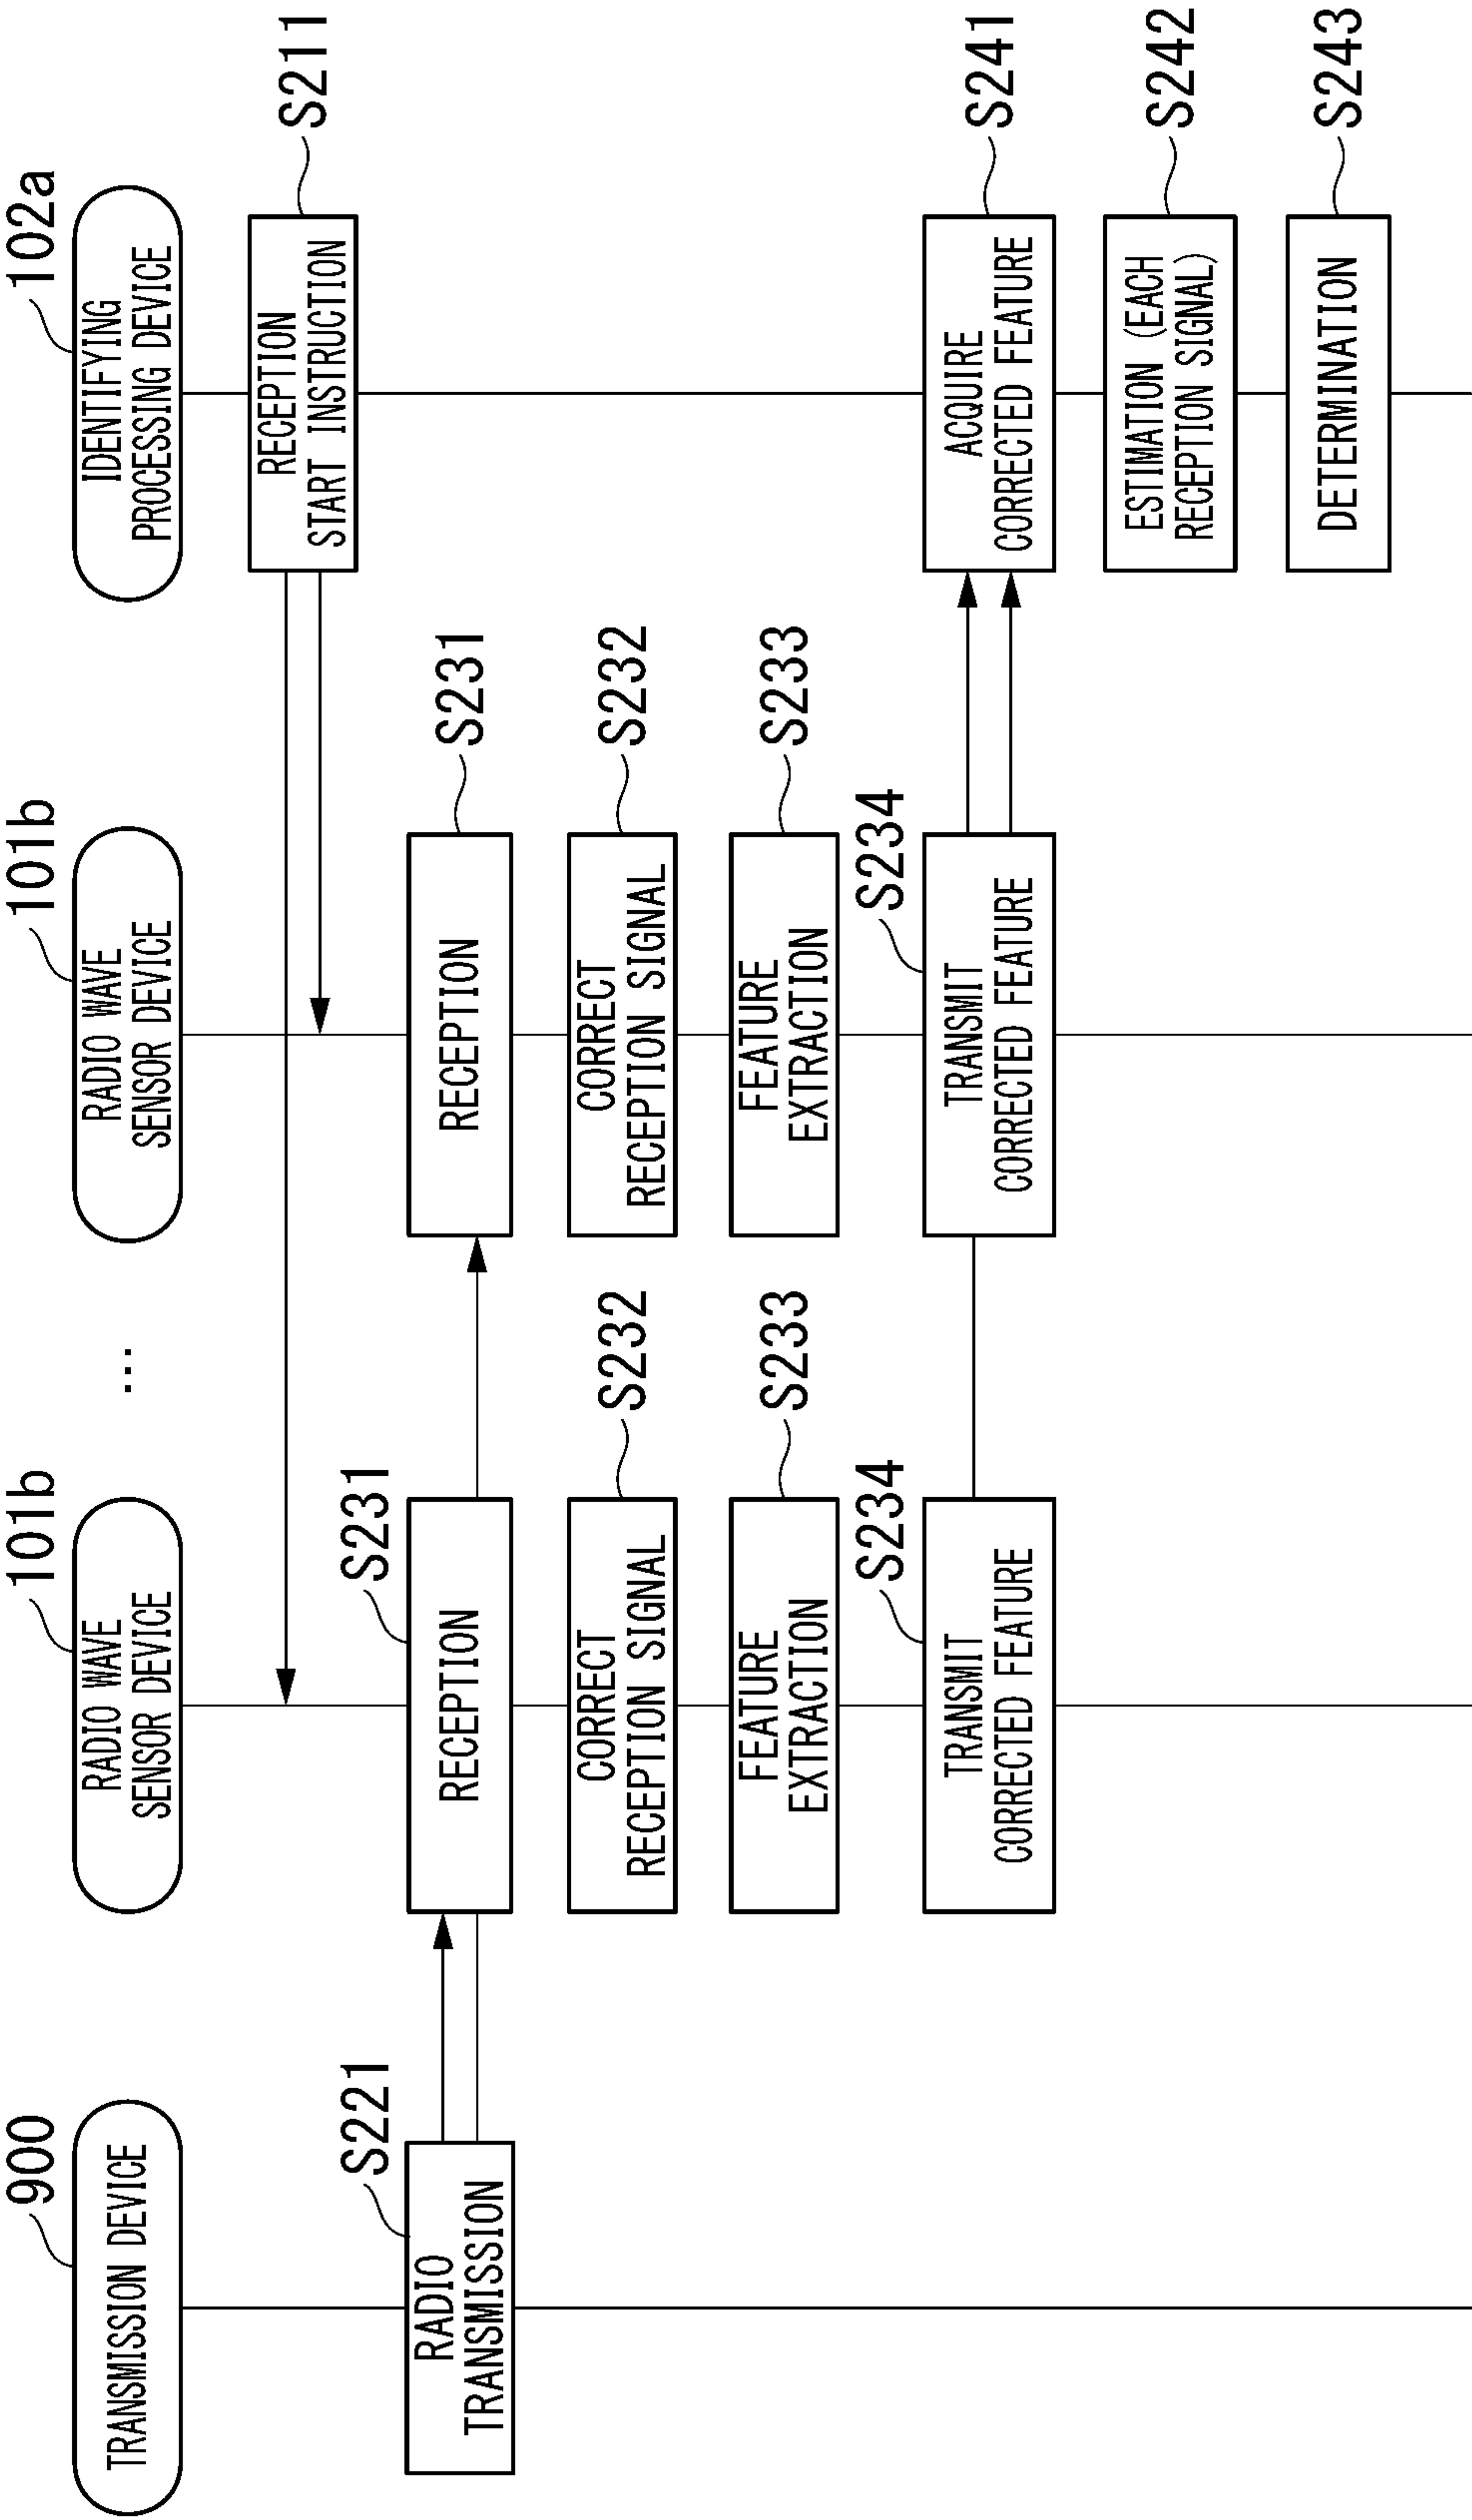 900
101b
...
101b
102a
TRANSMISSION DEVICE
RADIO WAVE
SENSOR DEVICE
RADIO WAVE
SENSOR DEVICE
IDENTIFYING
PROCESSING DEVICE
RECEPTION
START INSTRUCTION
S211
S221
RADIO
TRANSMISSION
S231
RECEPTION
RECEPTION
S231
CORRECT
RECEPTION SIGNAL
S232
CORRECT
RECEPTION SIGNAL
S232
FEATURE
EXTRACTION
S233
FEATURE
EXTRACTION
S233
S234
TRANSMIT
CORRECTED FEATURE
S234
TRANSMIT
CORRECTED FEATURE
ACQUIRE
CORRECTED FEATURE
S241
ESTIMATION (EACH
RECEPTION SIGNAL)
S242
DETERMINATION
S243